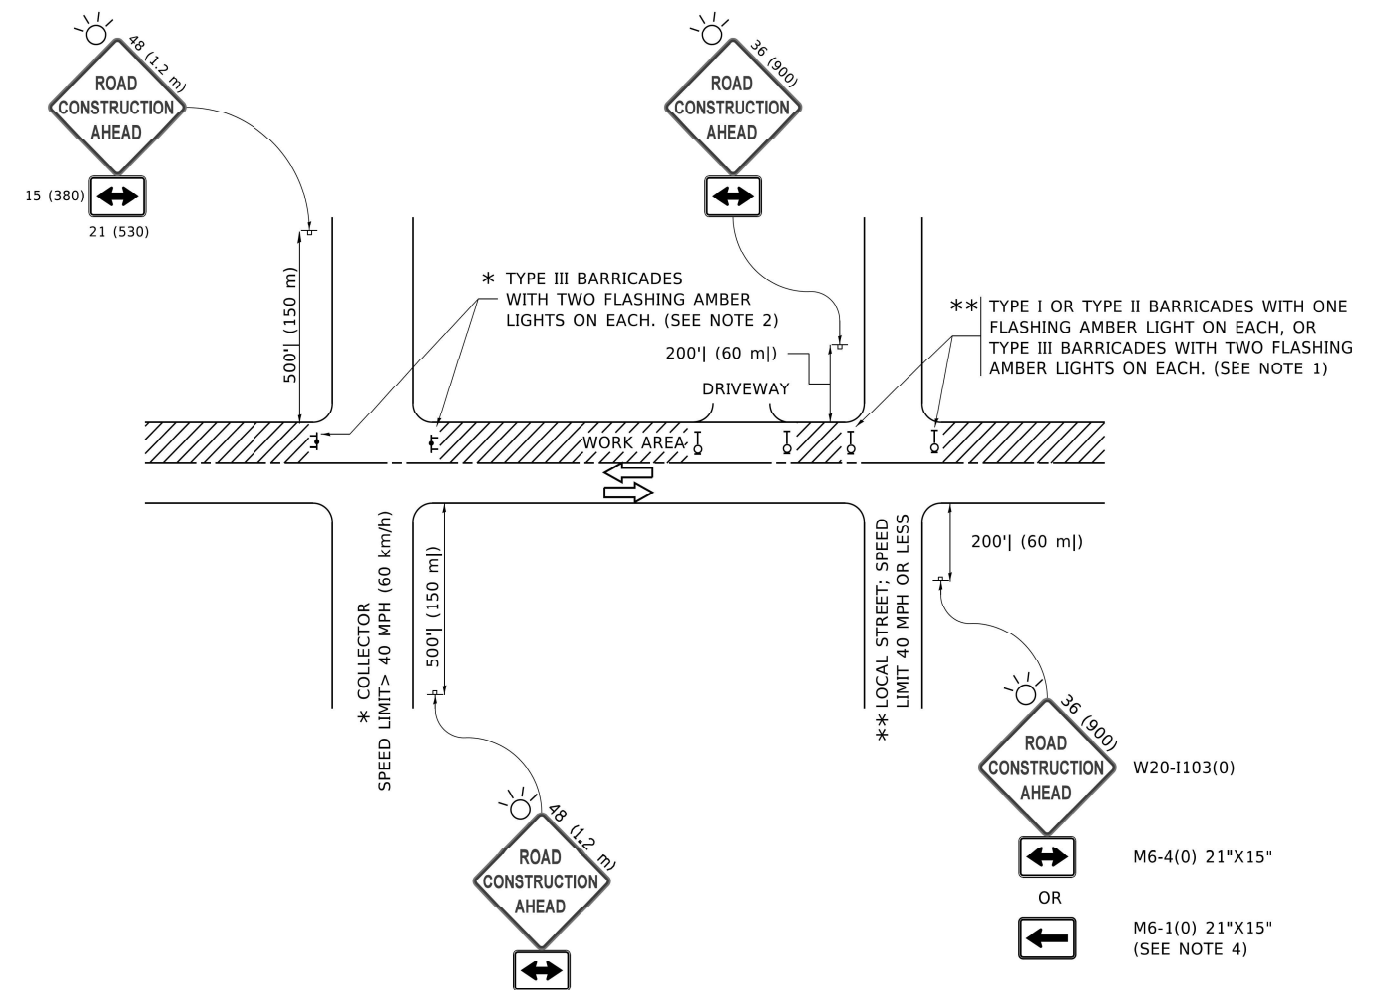 48 (1.2 m)
ROAD
CONSTRUCTION
AHEAD
15 (380)
21 (530)
36 (900)
ROAD
CONSTRUCTION
AHEAD
500'| (150 m)
* TYPE III BARRICADES
WITH TWO FLASHING AMBER
LIGHTS ON EACH. (SEE NOTE 2)
200'| (60 m|)
DRIVEWAY
** TYPE I OR TYPE II BARRICADES WITH ONE
FLASHING AMBER LIGHT ON EACH, OR
TYPE III BARRICADES WITH TWO FLASHING
AMBER LIGHTS ON EACH. (SEE NOTE 1)
WORK AREA
* COLLECTOR
SPEED LIMIT> 40 MPH (60 km/h)
500'| (150 m|)
** LOCAL STREET; SPEED
LIMIT 40 MPH OR LESS
200'| (60 m|)
48 (1.2 m)
ROAD
CONSTRUCTION
AHEAD
36 (900)
ROAD
CONSTRUCTION
AHEAD
W20-I103(0)
M6-4(0) 21"X15"
OR
M6-1(0) 21"X15"
(SEE NOTE 4)